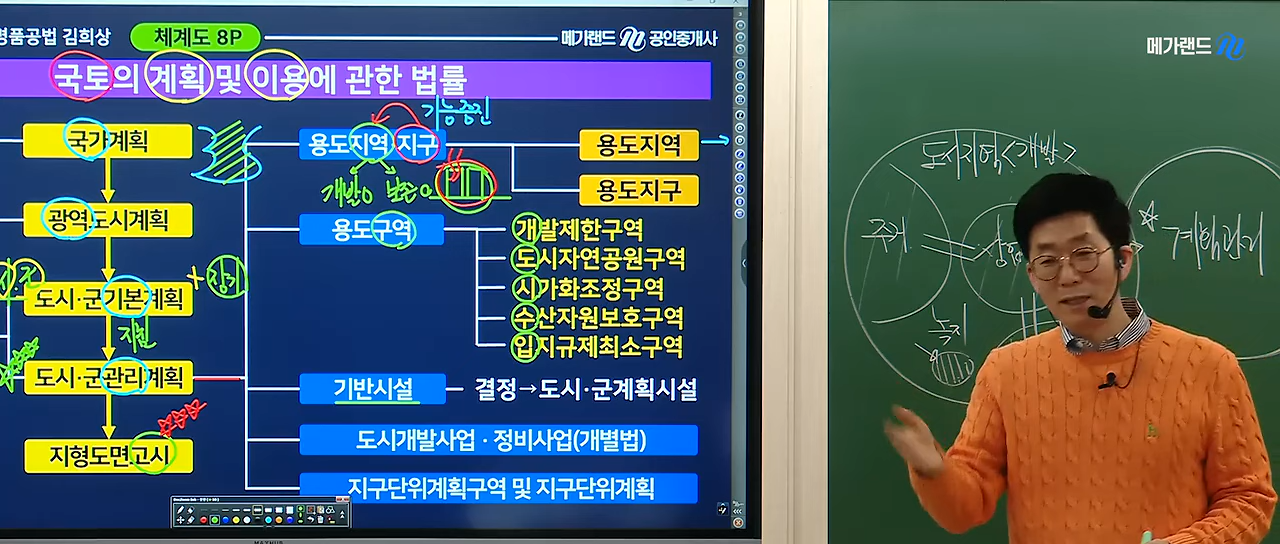 명품공법 김희상
체계도 8P
메가랜드 공인중개사
국토의 계획 및 이용에 관한 법률
국가계획
광역도시계획
도시·군기본계획
도시·군관리계획
지형도면고시
장기
지침
용도지역 지구
기능증진
개발 보존
용도지역
용도지구
용도구역
개발제한구역
도시자연공원구역
시가화조정구역
수산자원보호구역
입지규제최소구역
기반시설
결정→도시·군계획시설
도시개발사업·정비사업(개별법)
지구단위계획구역 및 지구단위계획
메가랜드
도시지역<개발>
주거
녹지
계획관리